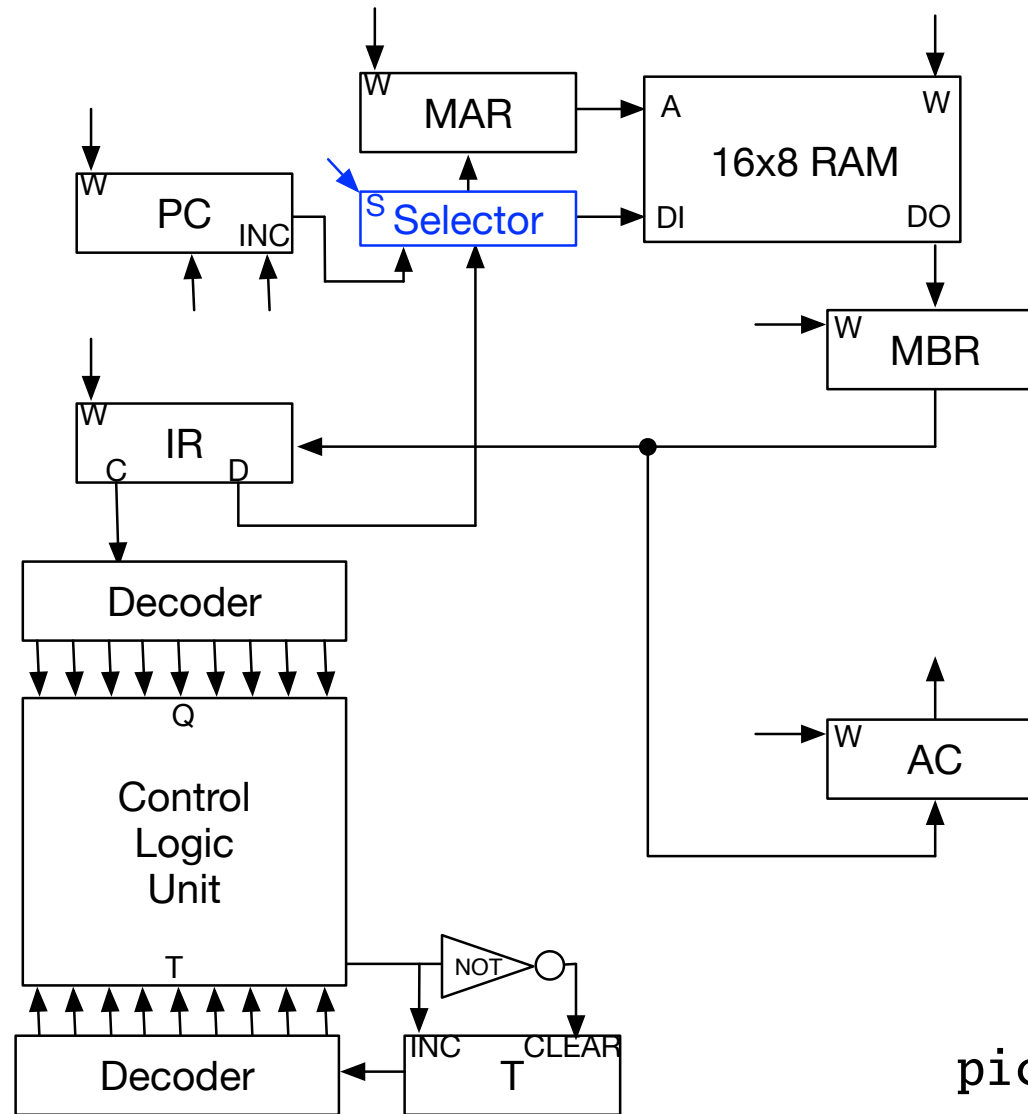 W
MAR
A
W
16x8 RAM
DI
DO
W
PC
INC
S
Selector
W
MBR
W
IR
C
D
Decoder
Q
Control
Logic
Unit
T
W
AC
NOT
INC
CLEAR
T
Decoder
pic